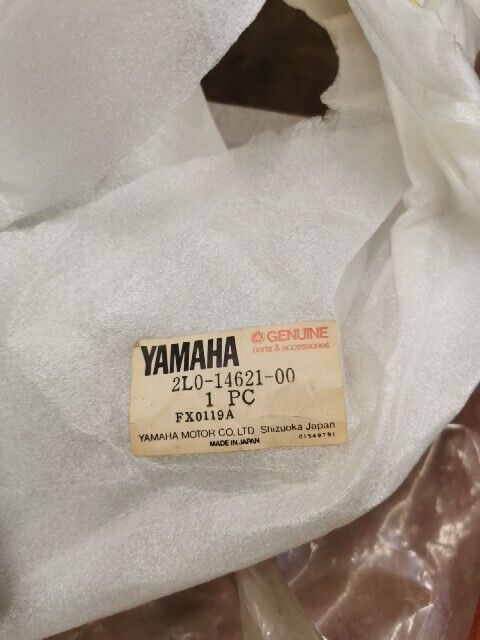 GENUINE
YAMAHA parts & accessories
2L0-14621-00
1 PC
FX0119A
YAMAHA MOTOR CO.LTD. Shizuoka Japan
MADE IN JAPAN